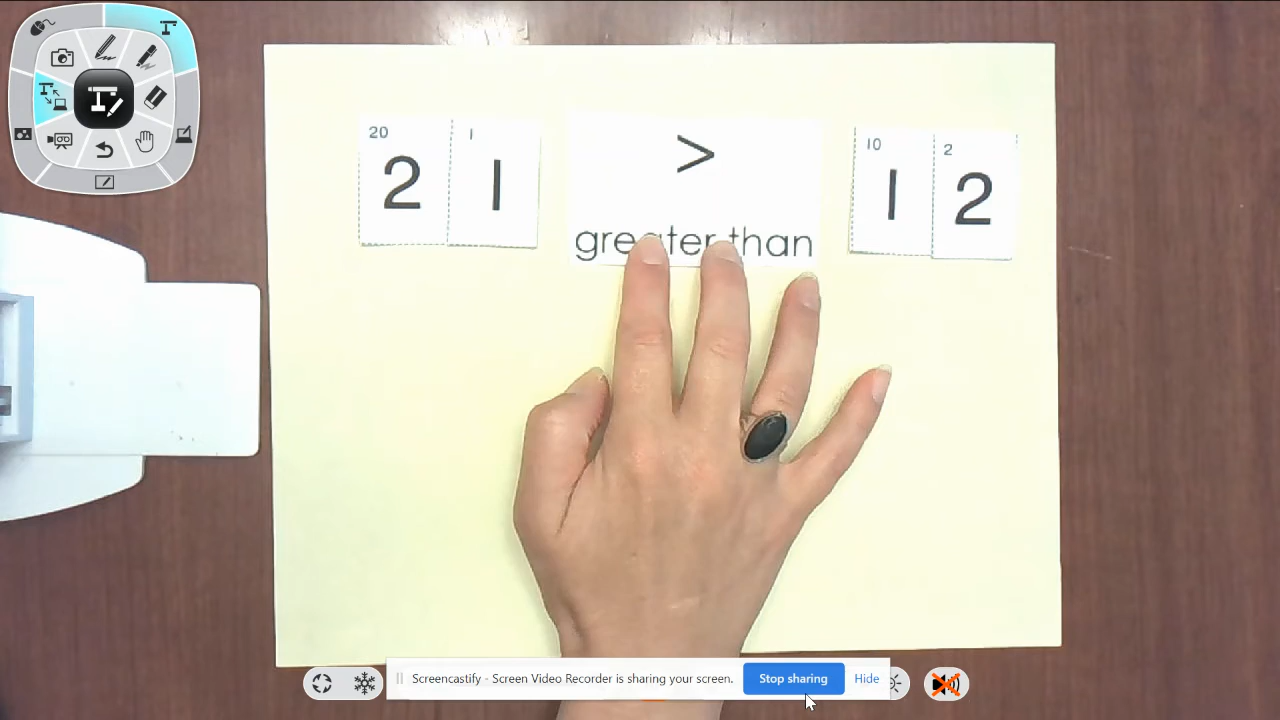 20 1
2 1
>
greater than
10 2
1 2
Screencastify - Screen Video Recorder is sharing your screen.
Stop sharing
Hide